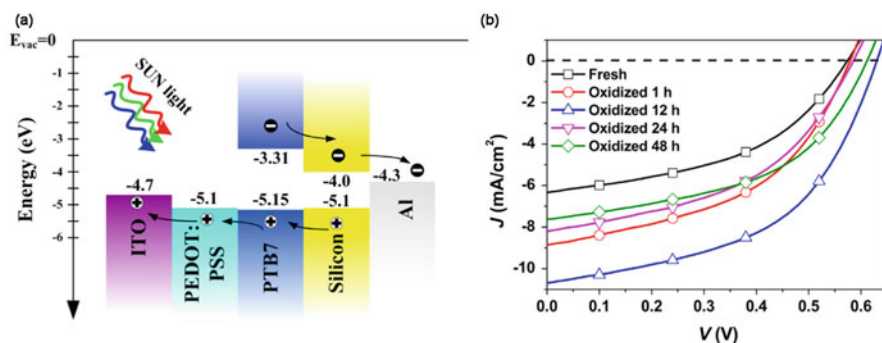 (a)
E_vac=0
-1
-2
-3
-4
-5
-6
Energy (eV)
SUN light
-3.31
-4.0
-4.3
-4.7
-5.1
-5.15
-5.1
ITO
PEDOT:
PSS
PTB7
Silicon
Al
(b)
0
-2
-4
-6
-8
-10
J (mA/cm²)
Fresh
Oxidized 1 h
Oxidized 12 h
Oxidized 24 h
Oxidized 48 h
0.0
0.1
0.2
0.3
0.4
0.5
0.6
V (V)